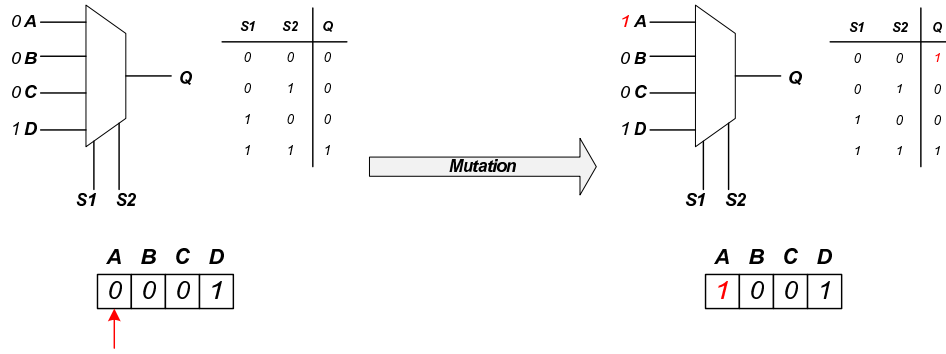 0 A
0 B
0 C
1 D
Q
S1 S2
S1 S2 Q
0 0 0
0 1 0
1 0 0
1 1 1
A B C D
0 0 0 1
Mutation
1 A
0 B
0 C
1 D
Q
S1 S2
S1 S2 Q
0 0 1
0 1 0
1 0 0
1 1 1
A B C D
1 0 0 1